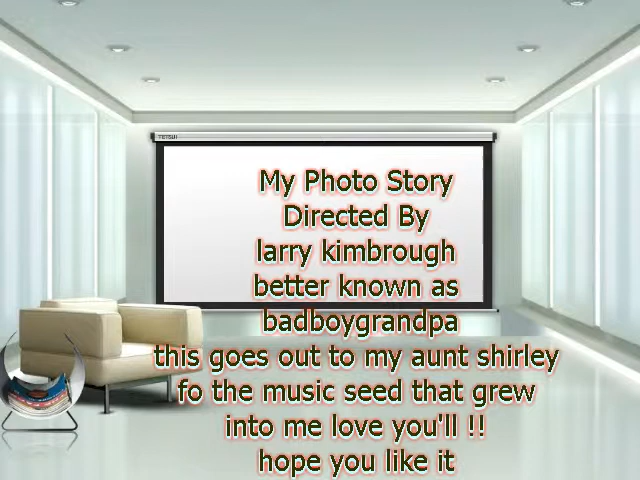 TETSUI
My Photo Story
Directed By
larry kimbrough
better known as
badboygrandpa
this goes out to my aunt shirley
fo the music seed that grew
into me love you'll !!
hope you like it